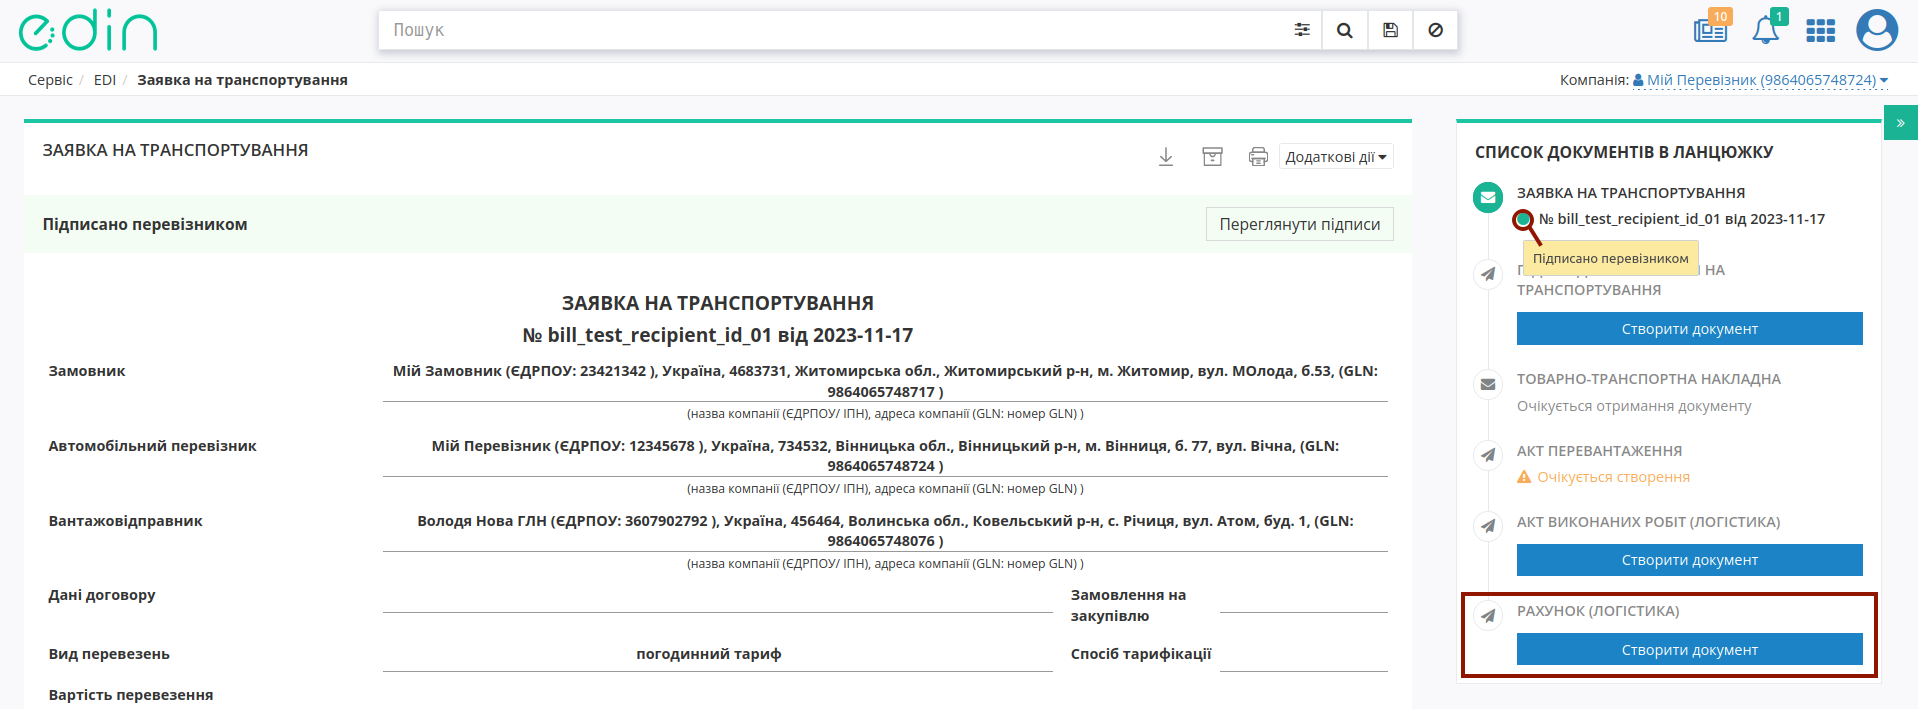 edin
Пошук
10
1
Сервіс / EDI / Заявка на транспортування
Компанія: Мій Перевізник (9864065748724)
»
ЗАЯВКА НА ТРАНСПОРТУВАННЯ
Додаткові дії
Підписано перевізником
Переглянути підписи
ЗАЯВКА НА ТРАНСПОРТУВАННЯ
№ bill_test_recipient_id_01 від 2023-11-17
Замовник
Мій Замовник (ЄДРПОУ: 23421342 ), Україна, 4683731, Житомирська обл., Житомирський р-н, м. Житомир, вул. МОлода, б.53, (GLN:
9864065748717 )
(назва компанії (ЄДРПОУ/ ІПН), адреса компанії (GLN: номер GLN) )
Автомобільний перевізник
Мій Перевізник (ЄДРПОУ: 12345678 ), Україна, 734532, Вінницька обл., Вінницький р-н, м. Вінниця, б. 77, вул. Вічна, (GLN:
9864065748724 )
(назва компанії (ЄДРПОУ/ ІПН), адреса компанії (GLN: номер GLN) )
Вантажовідправник
Володя Нова ГЛН (ЄДРПОУ: 3607902792 ), Україна, 456464, Волинська обл., Ковельський р-н, с. Річиця, вул. Атом, буд. 1, (GLN:
9864065748076 )
(назва компанії (ЄДРПОУ/ ІПН), адреса компанії (GLN: номер GLN) )
Дані договору
Замовлення на
закупівлю
Вид перевезень
погодинний тариф
Спосіб тарифікації
Вартість перевезення
СПИСОК ДОКУМЕНТІВ В ЛАНЦЮЖКУ
ЗАЯВКА НА ТРАНСПОРТУВАННЯ
№ bill_test_recipient_id_01 від 2023-11-17
Підписано перевізником
НА
ТРАНСПОРТУВАННЯ
Створити документ
ТОВАРНО-ТРАНСПОРТНА НАКЛАДНА
Очікується отримання документу
АКТ ПЕРЕВАНТАЖЕННЯ
Очікується створення
АКТ ВИКОНАНИХ РОБІТ (ЛОГІСТИКА)
Створити документ
РАХУНОК (ЛОГІСТИКА)
Створити документ